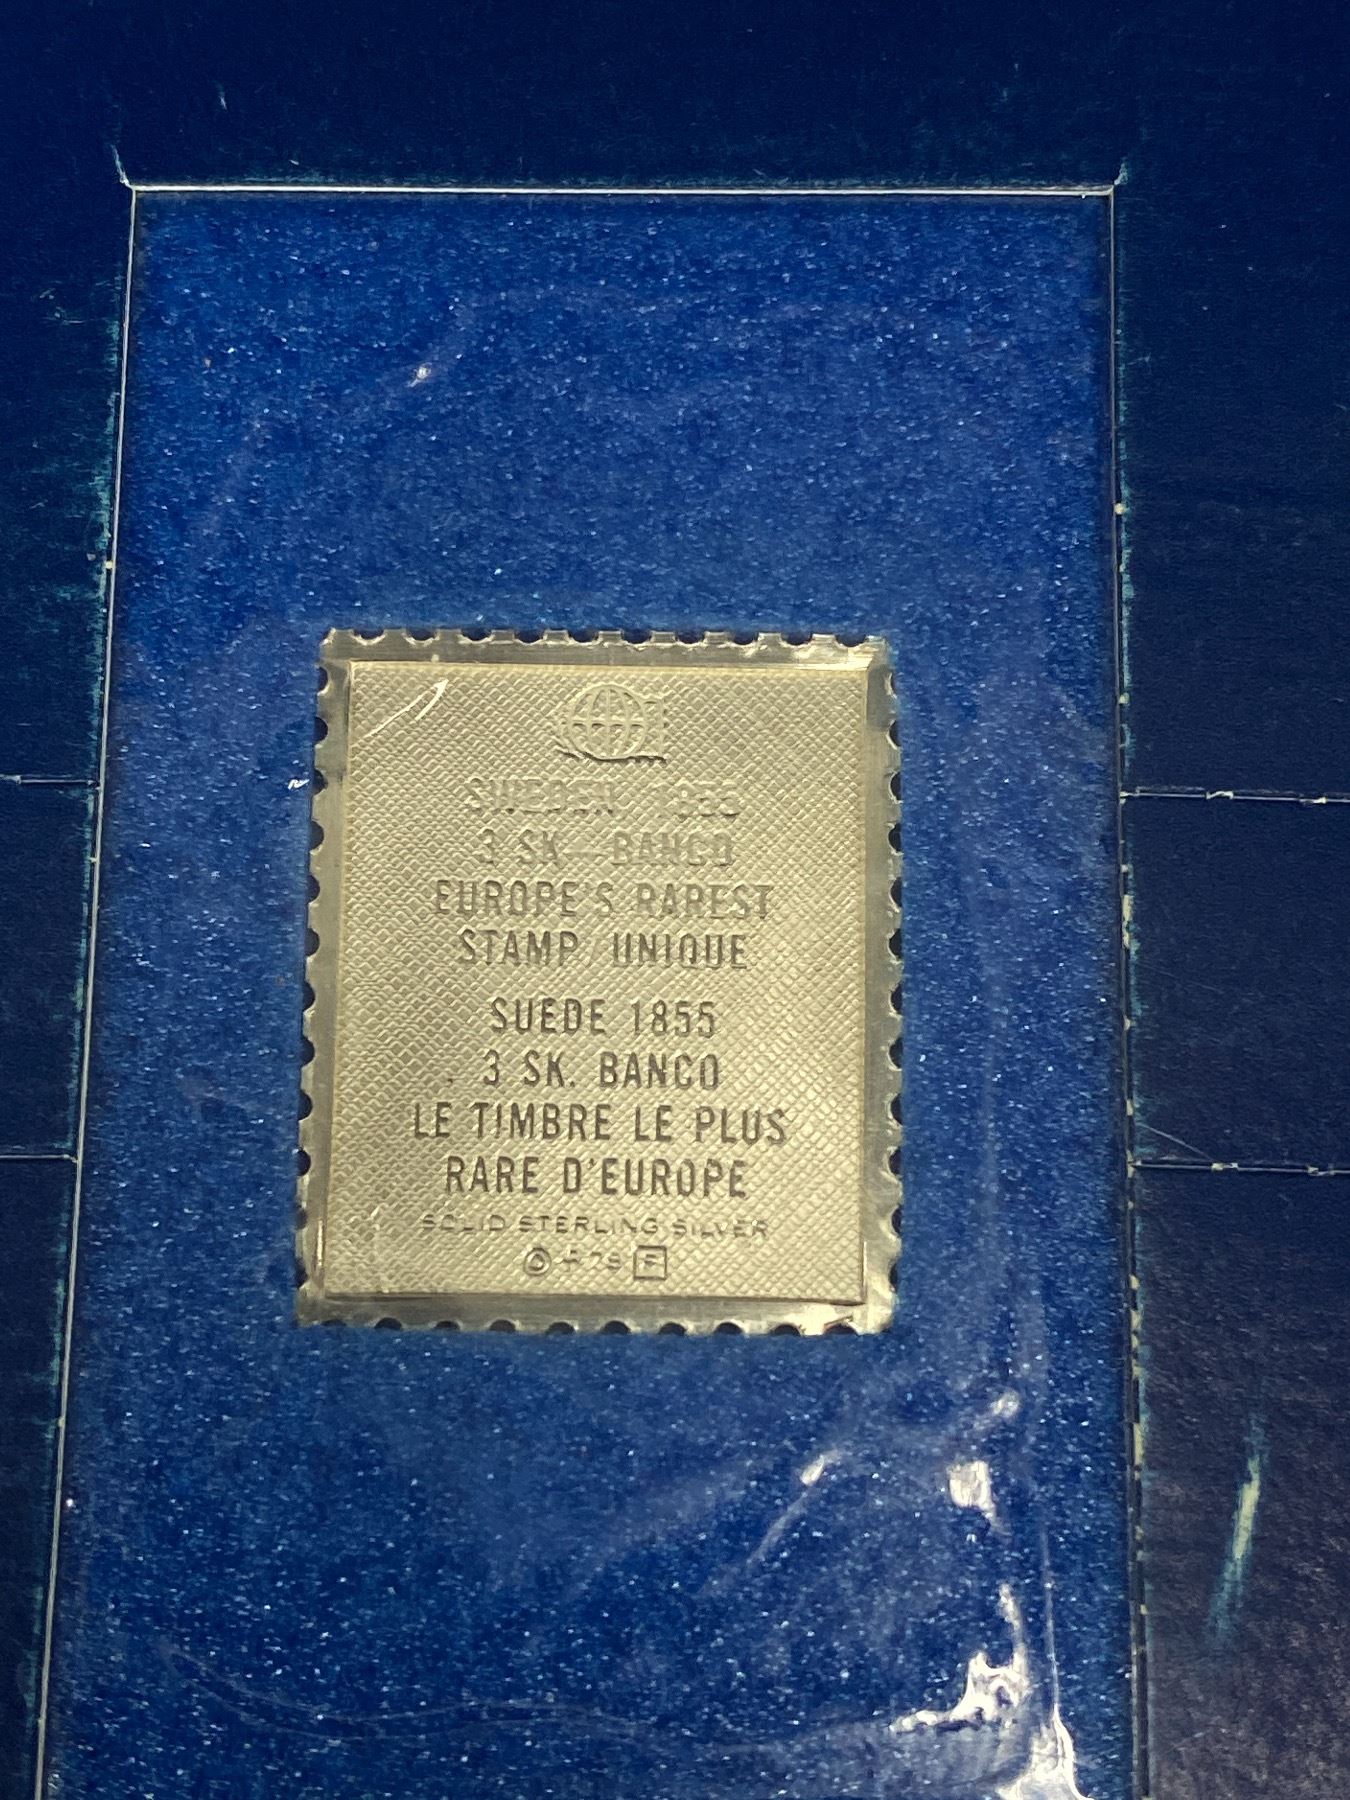 SWEDEN 1855
3 SK. BANCO
EUROPE'S RAREST
STAMP UNIQUE
SUEDE 1855
3 SK. BANCO
LE TIMBRE LE PLUS
RARE D'EUROPE
SOLID STERLING SILVER
©
F